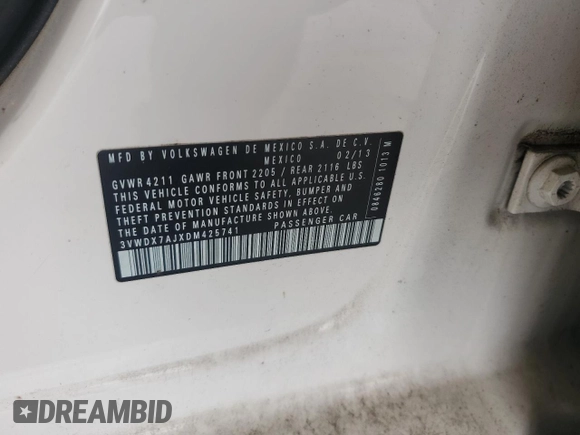 MFD BY VOLKSWAGEN DE MEXICO S.A. DE C.V.
MEXICO 02/13
GVWR 4211 GAWR FRONT 2205 / REAR 2116 LBS
THIS VEHICLE CONFORMS TO ALL APPLICABLE U.S.
FEDERAL MOTOR VEHICLE SAFETY, BUMPER AND
THEFT PREVENTION STANDARDS IN EFFECT ON
THE DATE OF MANUFACTURE SHOWN ABOVE.
3VWDX7AJXDM425741 PASSENGER CAR
0846280 1013 M
DREAMBID